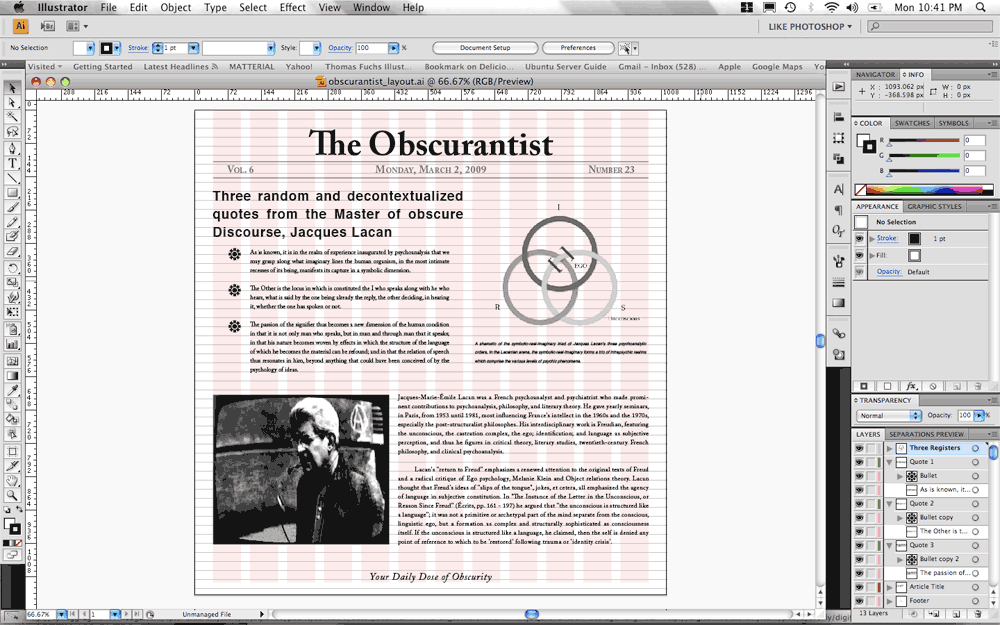 Illustrator File Edit Object Type Select Effect View Window Help
Mon 10:41 PM
Ai
LIKE PHOTOSHOP
No Selection Stroke: 1 pt Style: Opacity: 100 Document Setup Preferences
Visited Getting Started Latest Headlines MATTERIAL Yahoo! Thomas Fuchs Illust... Bookmark on Delicio... Ubuntu Server Guide Gmail - Inbox (528) ... Apple Google Maps
obscurantist_layout.ai @ 66.67% (RGB/Preview)
The Obscurantist
Vol. 6 Monday, March 2, 2009 Number 23
Three random and decontextualized
quotes from the Master of obscure
Discourse, Jacques Lacan
As is known, it is in the realm of experience inaugurated by psychoanalysis that we
may grasp along what imaginary lines the human organism, in the most intimate
recesses of its being, manifests its capture in a symbolic dimension.
The Other is the locus in which is constituted the I who speaks along with he who
hears, what is said by the one being already the reply, the other deciding, in hearing
it, whether the one has spoken or not.
The passion of the signifier thus becomes a new dimension of the human condition
in that it is not only man who speaks, but in man and through man that it speaks;
in that his nature becomes woven by effects in which the structure of the language
of which he becomes the material can be refound; and in that the relation of speech
thus resonates in him, beyond anything that could have been conceived of by the
psychology of ideas.
I
EGO
R
S
A shematic of the symbolic-real-imaginary triad of Jacques Lacan's three psychoanalytic
orders. In the Lacanian arena, the symbolic-real-imaginary forms a trio of intrapsychic realms
which comprise the various levels of psychic phenomena.
Jacques-Marie-Émile Lacan was a French psychoanalyst and psychiatrist who made promi-
nent contributions to psychoanalysis, philosophy, and literary theory. He gave yearly seminars,
in Paris, from 1953 until 1981, most influencing France's intellect in the 1960s and the 1970s,
especially the post-structuralist philosophers. His interdisciplinary work is Freudian, featuring
the unconscious, the castration complex, the ego; identification; and language as subjective
perception, and thus he figures in critical theory, literary studies, twentieth-century French
philosophy, and clinical psychoanalysis.
Lacan's "return to Freud" emphasizes a renewed attention to the original texts of Freud
and a radical critique of Ego psychology, Melanie Klein and Object relations theory. Lacan
thought that Freud's ideas of "slips of the tongue", jokes, et cetera, all emphasized the agency
of language in subjective constitution. In "The Instance of the Letter in the Unconscious, or
Reason Since Freud" (Écrits, pp. 161 - 197) he argued that "the unconscious is structured like
a language"; it was not a primitive or archetypal part of the mind separate from the conscious,
linguistic ego, but a formation as complex and structurally sophisticated as consciousness
itself. If the unconscious is structured like a language, he claimed, then the self is denied any
point of reference to which to be 'restored' following trauma or 'identity crisis'.
Your Daily Dose of Obscurity
66.67% 1 Unmanaged File
NAVIGATOR INFO
X : 1093.062 px W : 0 px
Y : -368.598 px H : 0 px
COLOR SWATCHES SYMBOLS
R 0
G 0
B 0
APPEARANCE GRAPHIC STYLES
No Selection
Stroke: 1 pt
Fill:
Opacity: Default
TRANSPARENCY
Normal Opacity: 100 %
LAYERS SEPARATIONS PREVIEW
Three Registers
Quote 1
Bullet
As is known, it...
Quote 2
Bullet copy
The Other is t...
Quote 3
Bullet copy 2
The passion of...
Article Title
Footer
13 Layers